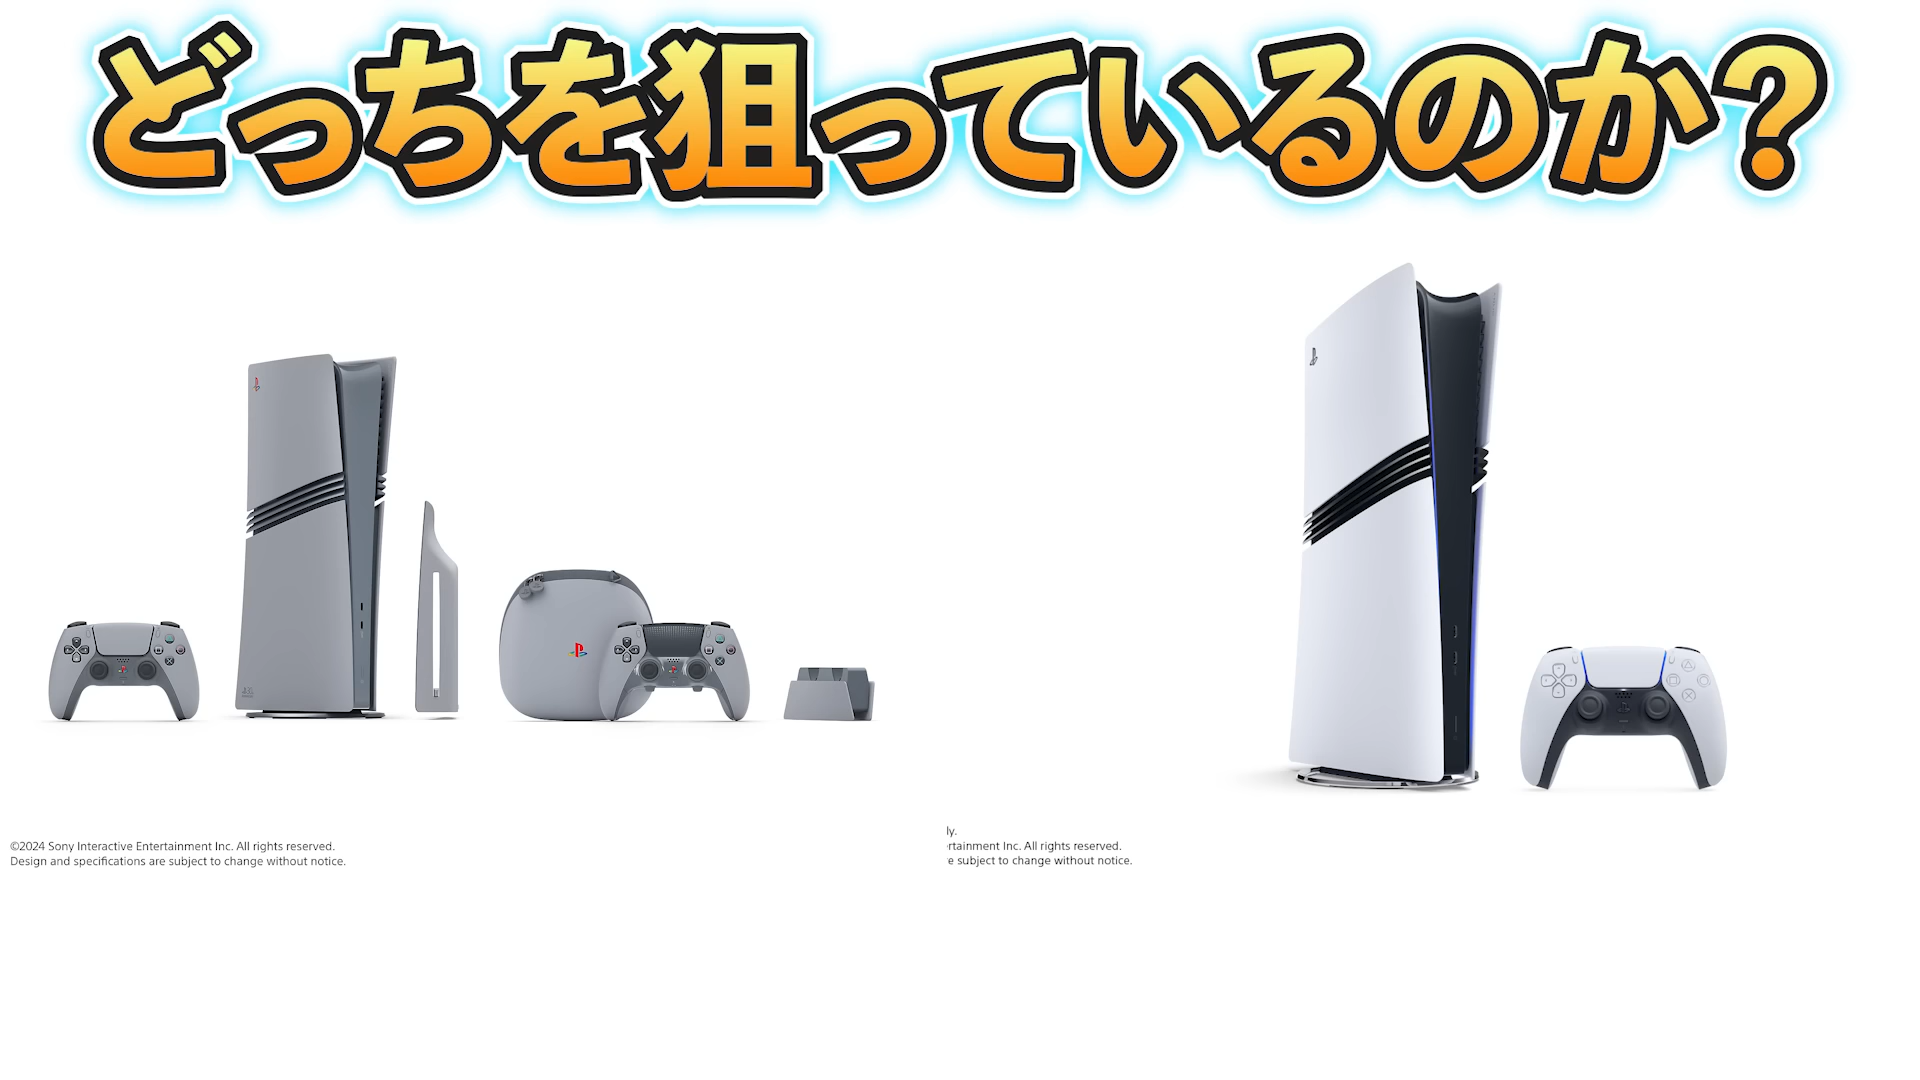 どっちを狙っているのか?
©2024 Sony Interactive Entertainment Inc. All rights reserved.
Design and specifications are subject to change without notice.
ly.
rtainment Inc. All rights reserved.
e subject to change without notice.